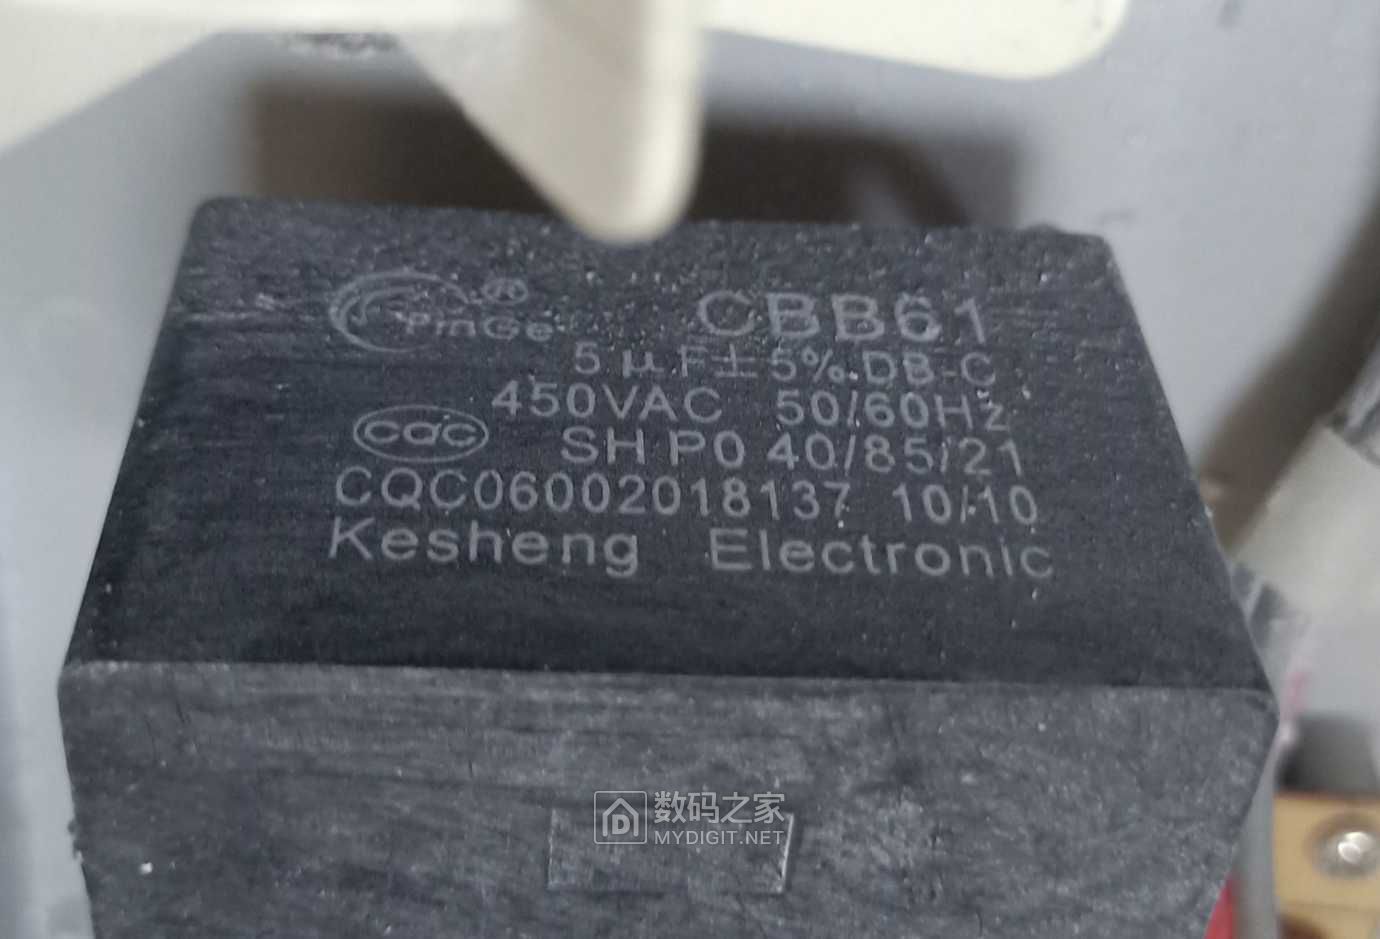 PinGe®
CBB61
5μF±5% DB-C
450VAC 50/60Hz
CQC
SH P0 40/85/21
CQC06002018137 10/10
Kesheng Electronic
数码之家
MYDIGIT.NET